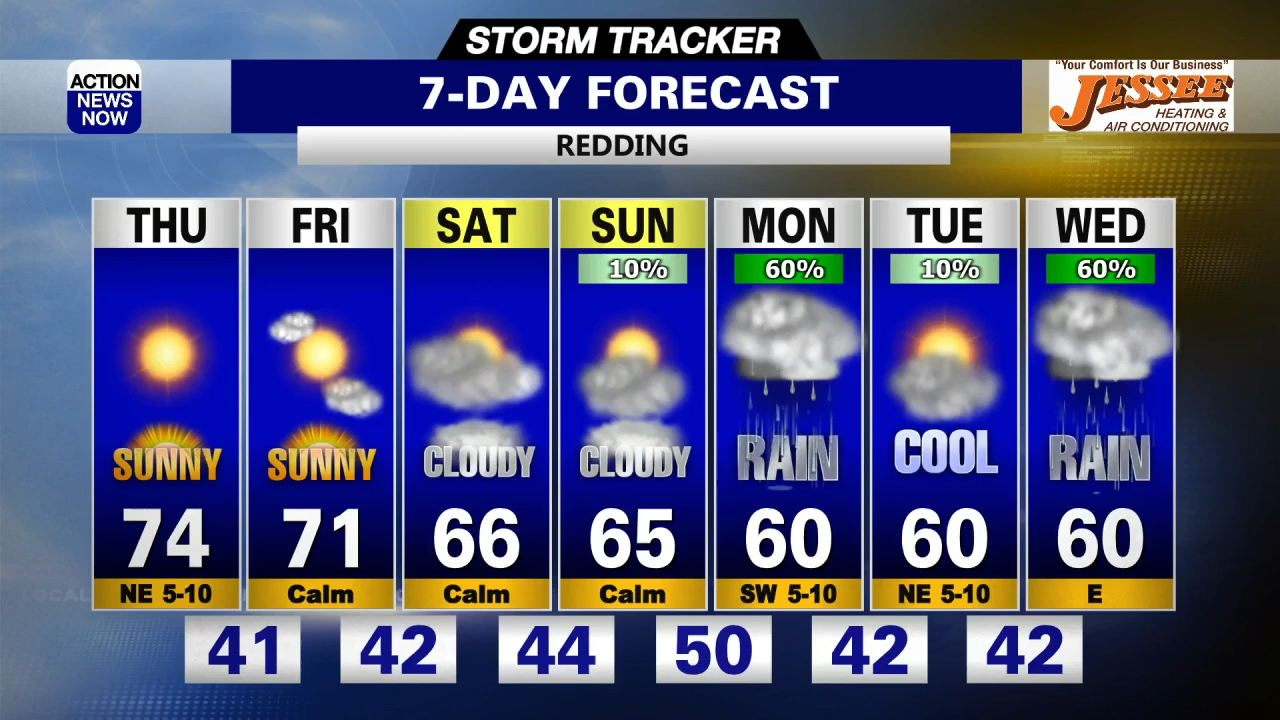 STORM TRACKER
7-DAY FORECAST
REDDING
ACTION
NEWS
NOW
"Your Comfort Is Our Business"
JESSEE
HEATING &
AIR CONDITIONING
THU FRI SAT SUN MON TUE WED
10% 60% 10% 60%
SUNNY SUNNY CLOUDY CLOUDY RAIN COOL RAIN
74 71 66 65 60 60 60
NE 5-10 Calm Calm Calm SW 5-10 NE 5-10 E
LOCAL
41 42 44 50 42 42